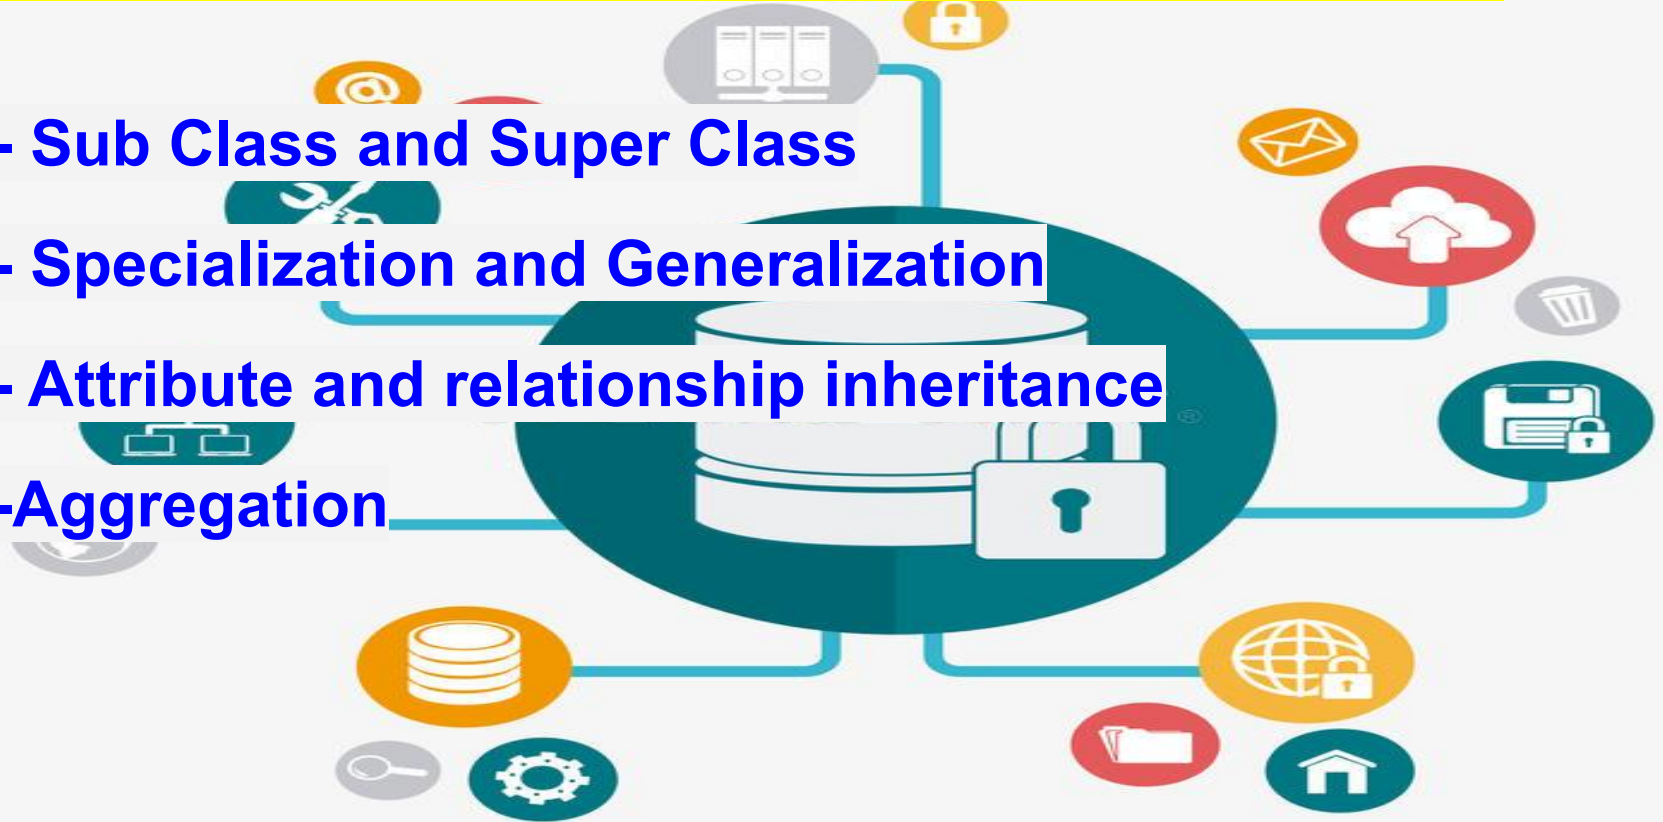 - Sub Class and Super Class
- Specialization and Generalization
- Attribute and relationship inheritance
-Aggregation